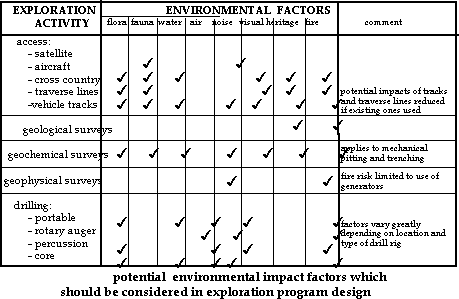 EXPLORATION ACTIVITY
ENVIRONMENTAL FACTORS
flora fauna water air noise visual heritage fire comment
access:
- satellite
- aircraft
- cross country
- traverse lines
-vehicle tracks
potential impacts of tracks
and traverse lines reduced
if existing ones used
geological surveys
geochemical surveys
applies to mechanical
pitting and trenching
geophysical surveys
fire risk limited to use of
generators
drilling:
- portable
- rotary auger
- percussion
- core
factors vary greatly
depending on location and
type of drill rig
potential environmental impact factors which
should be considered in exploration program design